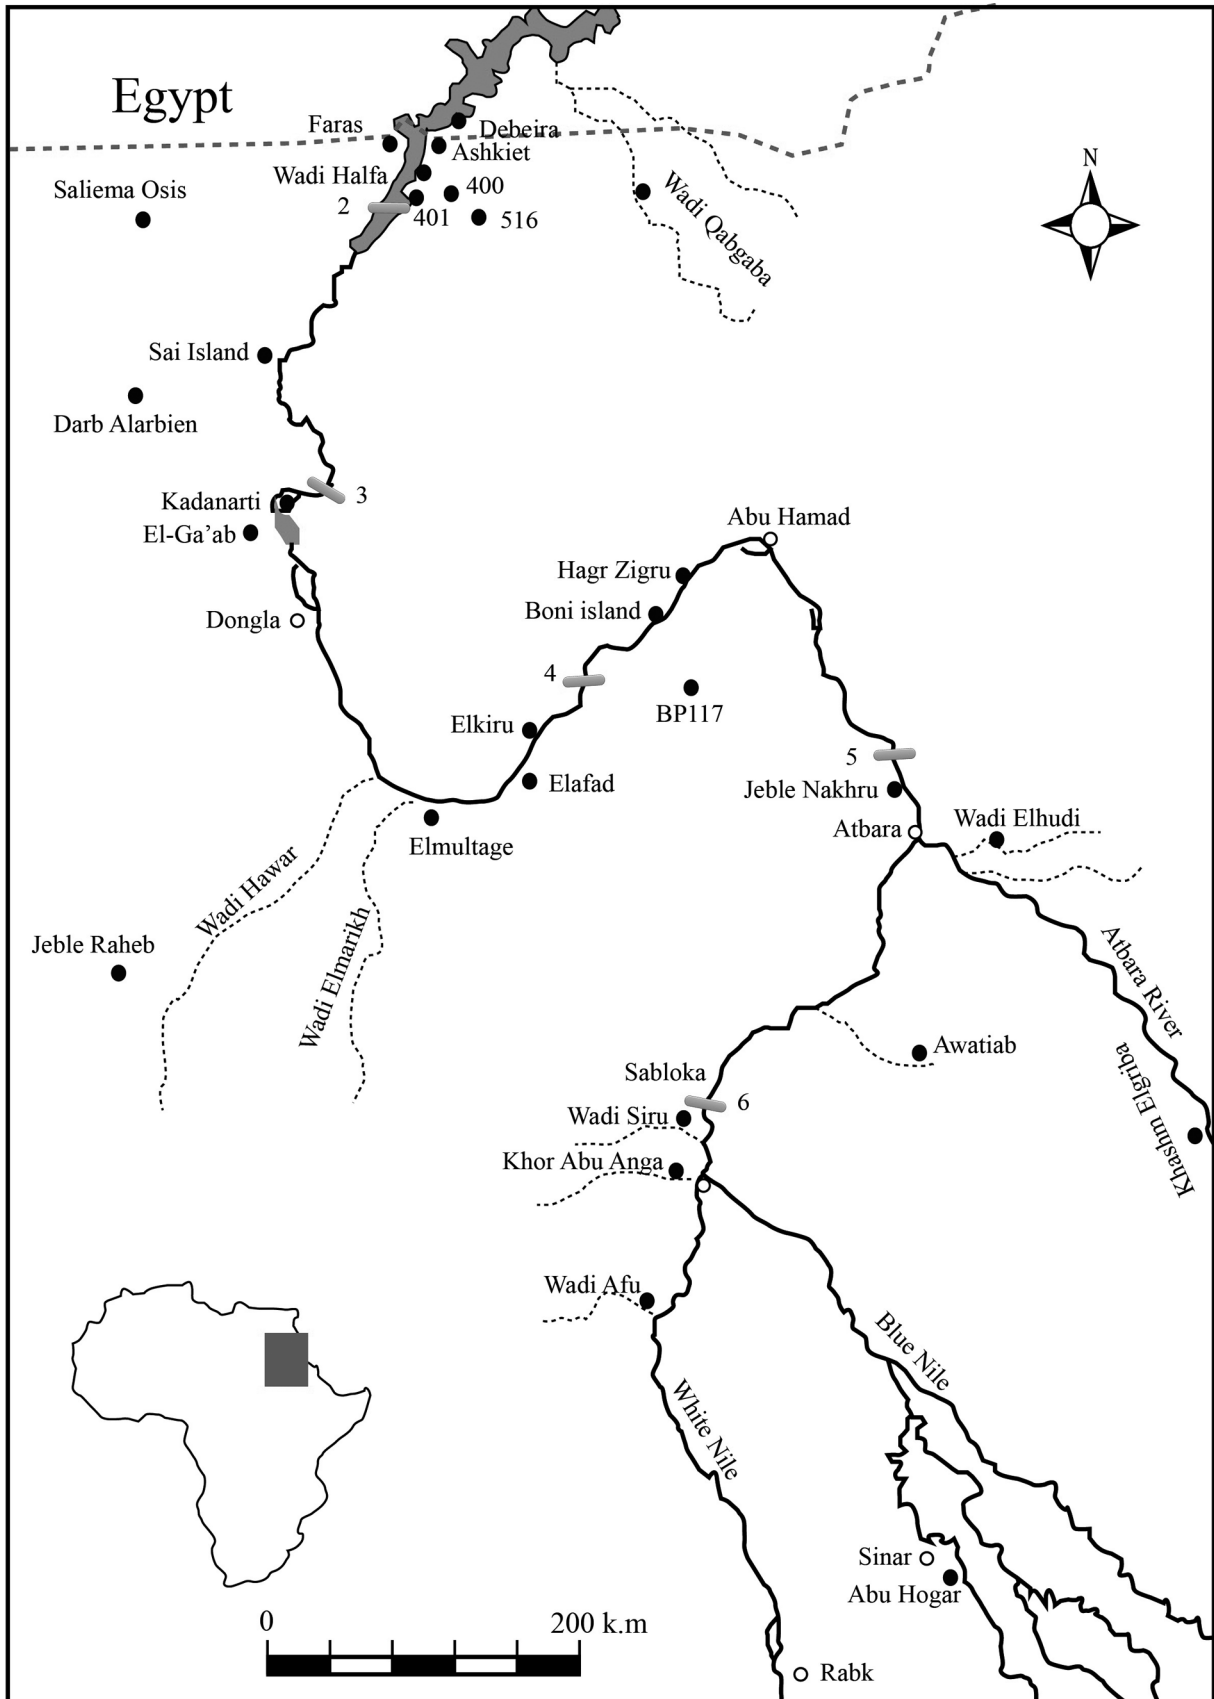 Egypt
Faras
Debeira
Ashkiet
N
Wadi Halfa
Saliema Osis
400
2
401
516
Wadi Qabgaba
Sai Island
Darb Alarbien
Kadanarti
3
El-Ga’ab
Abu Hamad
Hagr Zigru
Boni island
Dongla
4
BP117
Elkiru
5
Elafad
Jeble Nakhru
Atbara
Wadi Elhudi
Elmultage
Wadi Hawar
Wadi Elmarikh
Jeble Raheb
Atbara River
Awatiab
Khashm Elgriba
Sabloka
6
Wadi Siru
Khor Abu Anga
Wadi Afu
Blue Nile
White Nile
Sinar
Abu Hogar
0
200 k.m
Rabk